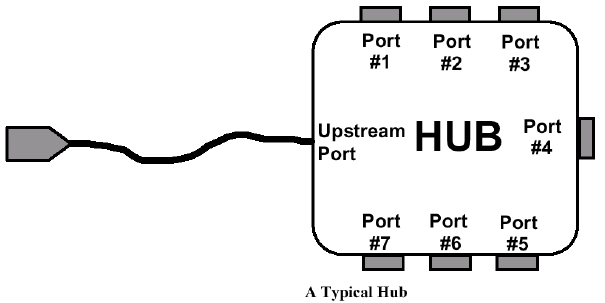 Port
#1
Port
#2
Port
#3
Upstream
Port
HUB
Port
#4
Port
#7
Port
#6
Port
#5
A Typical Hub